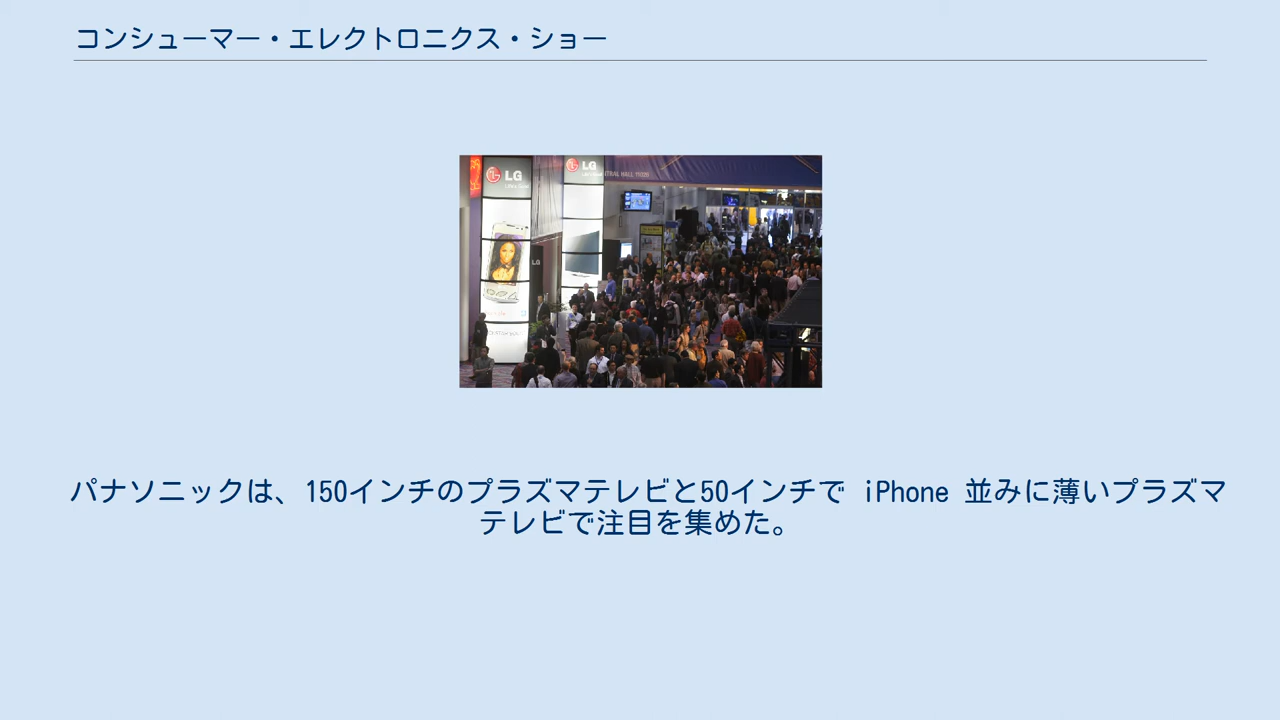 コンシューマー・エレクトロニクス・ショー
LG
LG
LG
パナソニックは、150インチのプラズマテレビと50インチで iPhone 並みに薄いプラズマ
テレビで注目を集めた。